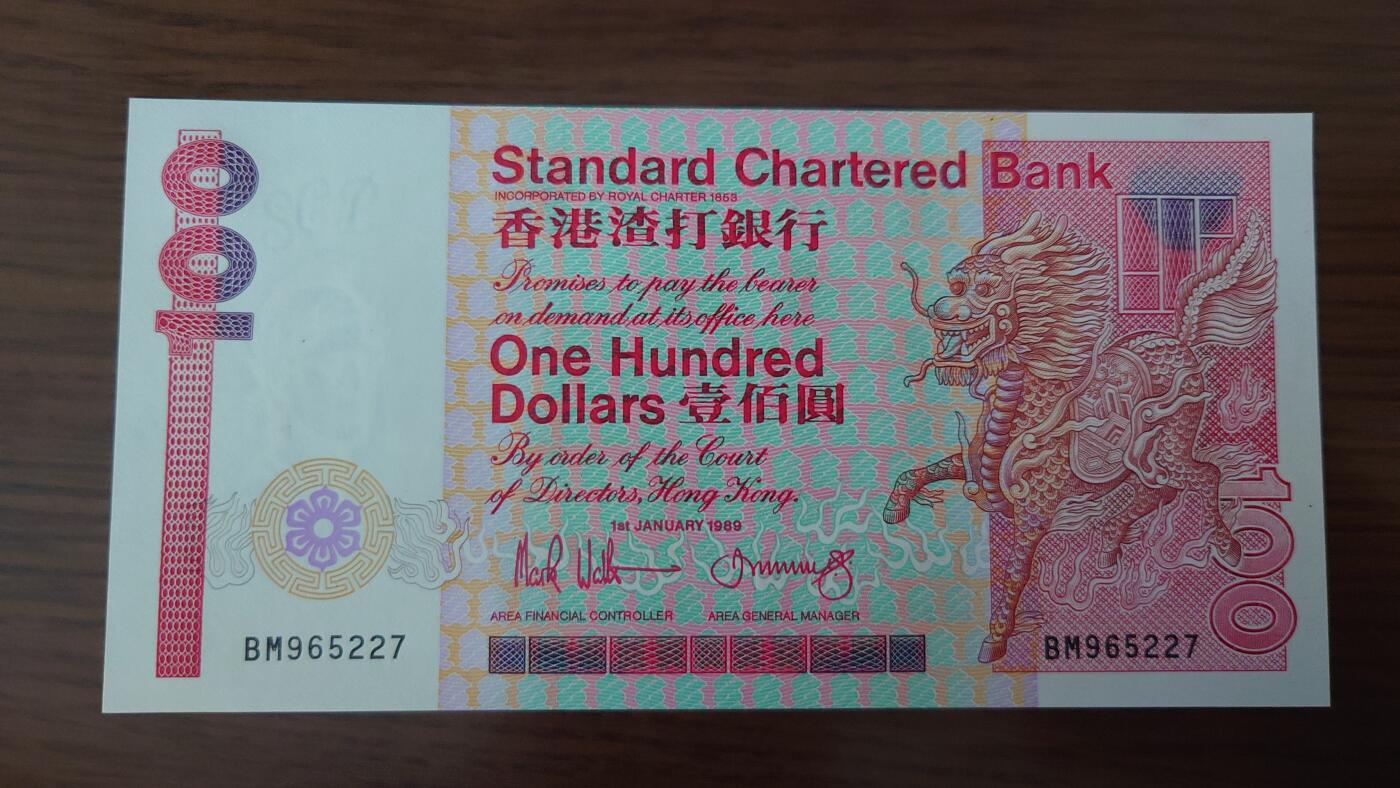 100
Standard Chartered Bank
INCORPORATED BY ROYAL CHARTER 1853
香港渣打銀行
Promises to pay the bearer
on demand at its office here
One Hundred
Dollars 壹佰圓
By order of the Court
of Directors, Hong Kong.
1st JANUARY 1989
AREA FINANCIAL CONTROLLER AREA GENERAL MANAGER
BM965227
BM965227
100